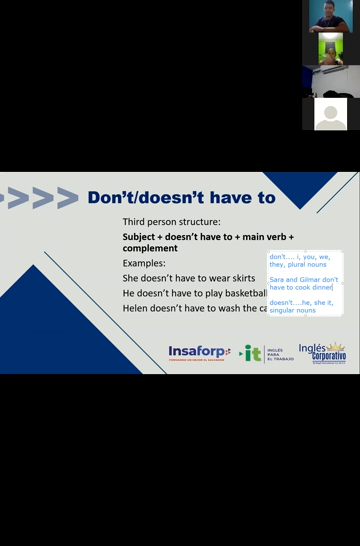 Don't/doesn't have to
Third person structure:
Subject + doesn't have to + main verb +
complement
Examples:
She doesn't have to wear skirts
He doesn't have to play basketball
Helen doesn't have to wash the ca
don't.... i, you, we,
they, plural nouns
Sara and Gilmar don't
have to cook dinner
doesn't....he, she it,
singular nouns
Insaforp
it
INGLÉS
PARA
EL TRABAJO
Inglés
Corporativo